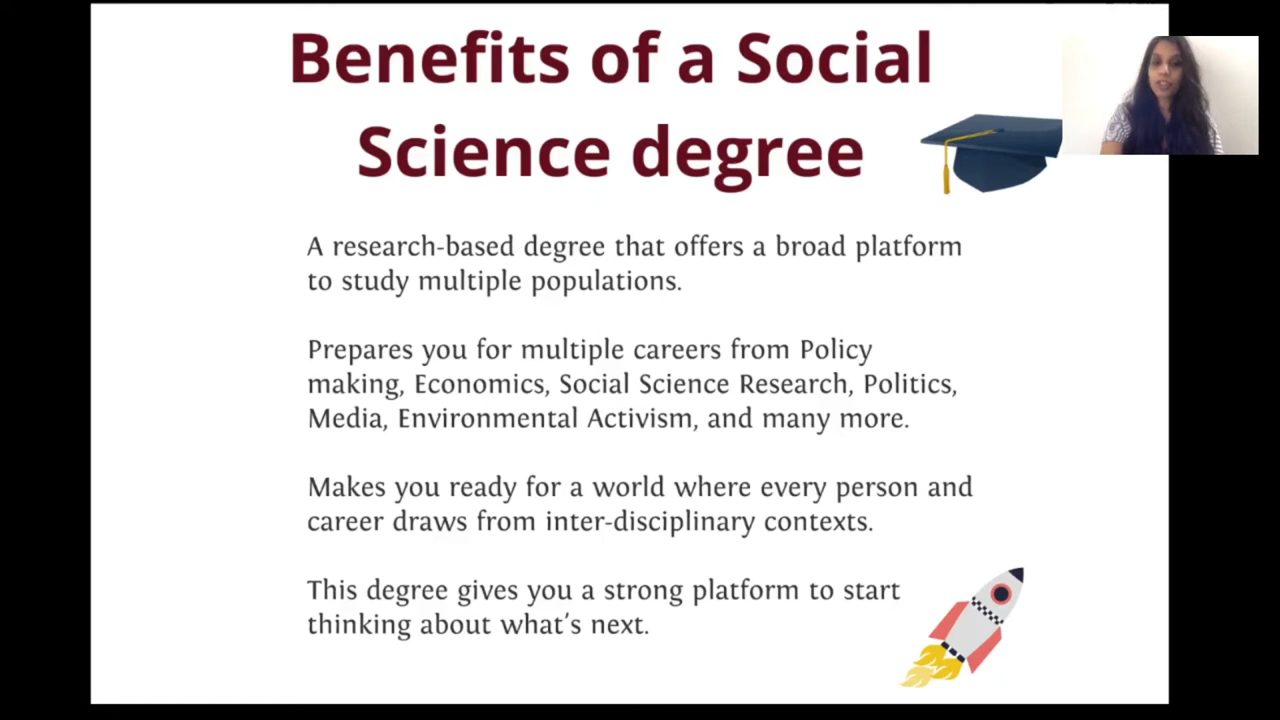 Benefits of a Social
Science degree
A research-based degree that offers a broad platform
to study multiple populations.
Prepares you for multiple careers from Policy
making, Economics, Social Science Research, Politics,
Media, Environmental Activism, and many more.
Makes you ready for a world where every person and
career draws from inter-disciplinary contexts.
This degree gives you a strong platform to start
thinking about what's next.